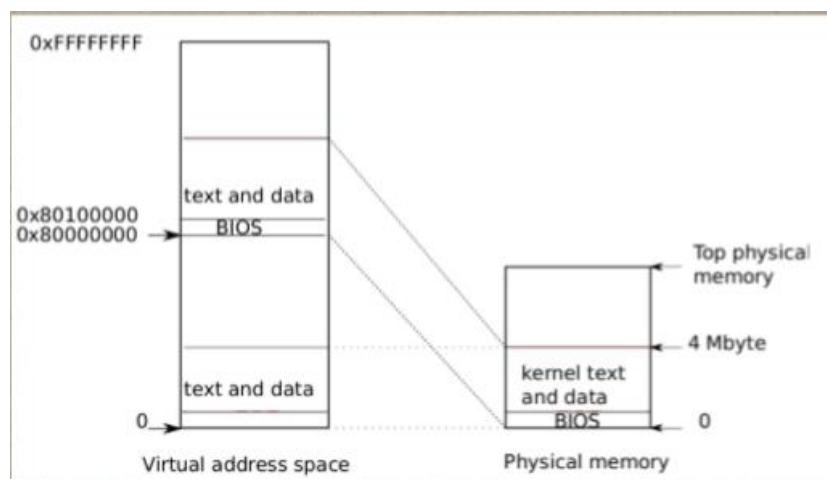 0xFFFFFFFF
text and data
0x80100000
BIOS
0x80000000
Top physical
memory
4 Mbyte
kernel text
and data
text and data
BIOS
0
0
Virtual address space
Physical memory